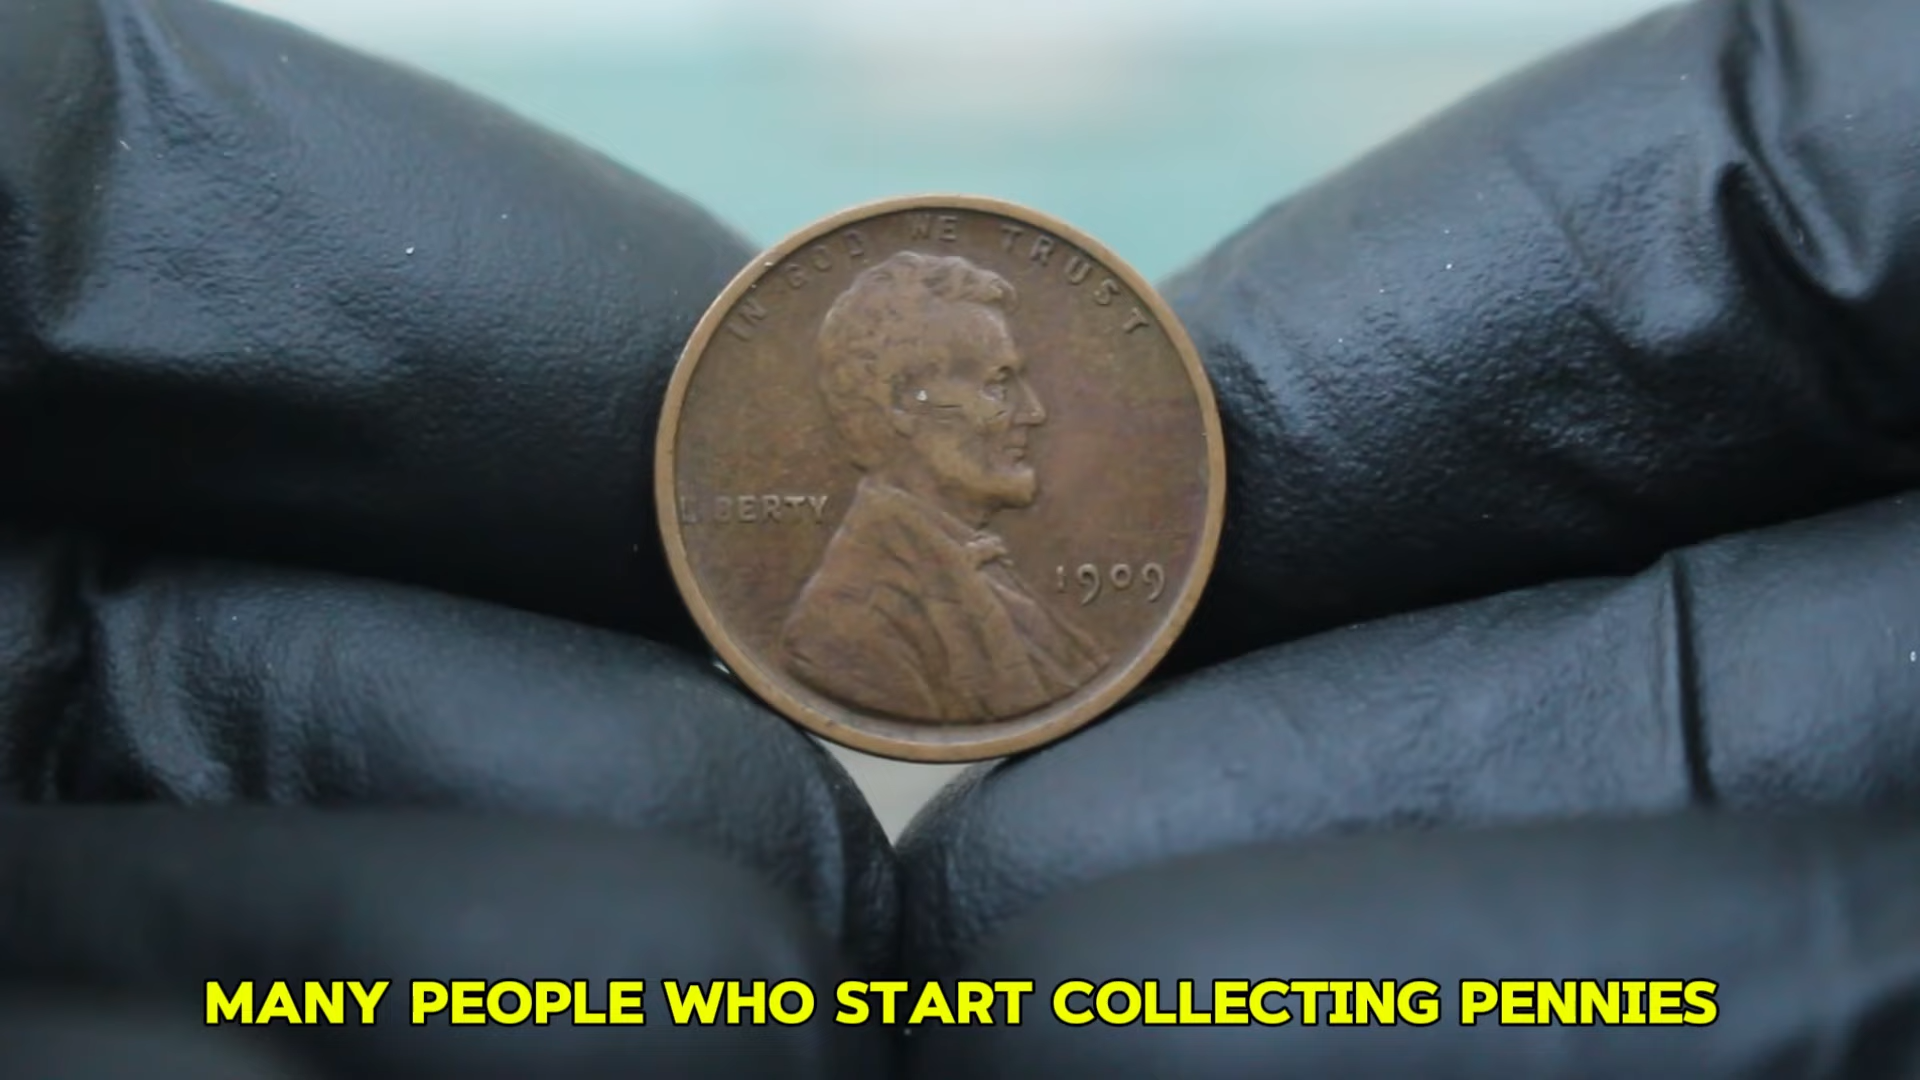 IN GOD WE TRUST
LIBERTY
1909
MANY PEOPLE WHO START COLLECTING PENNIES